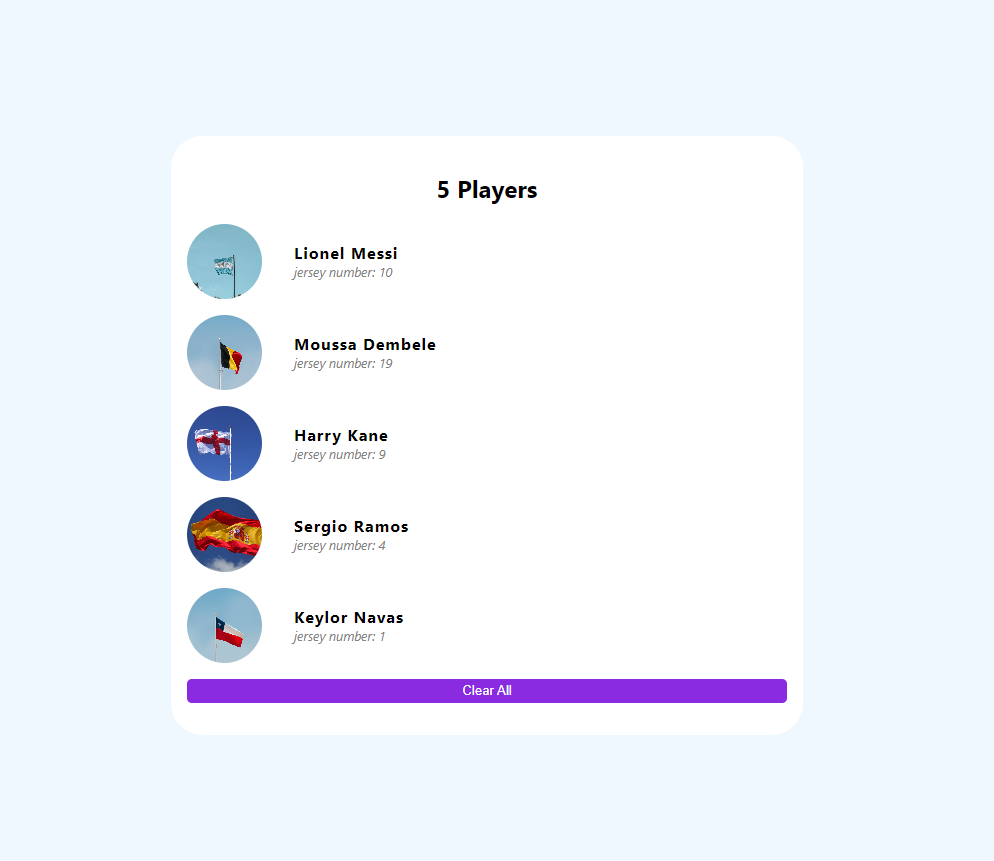 5 Players
Lionel Messi
jersey number: 10
Moussa Dembele
jersey number: 19
Harry Kane
jersey number: 9
Sergio Ramos
jersey number: 4
Keylor Navas
jersey number: 1
Clear All